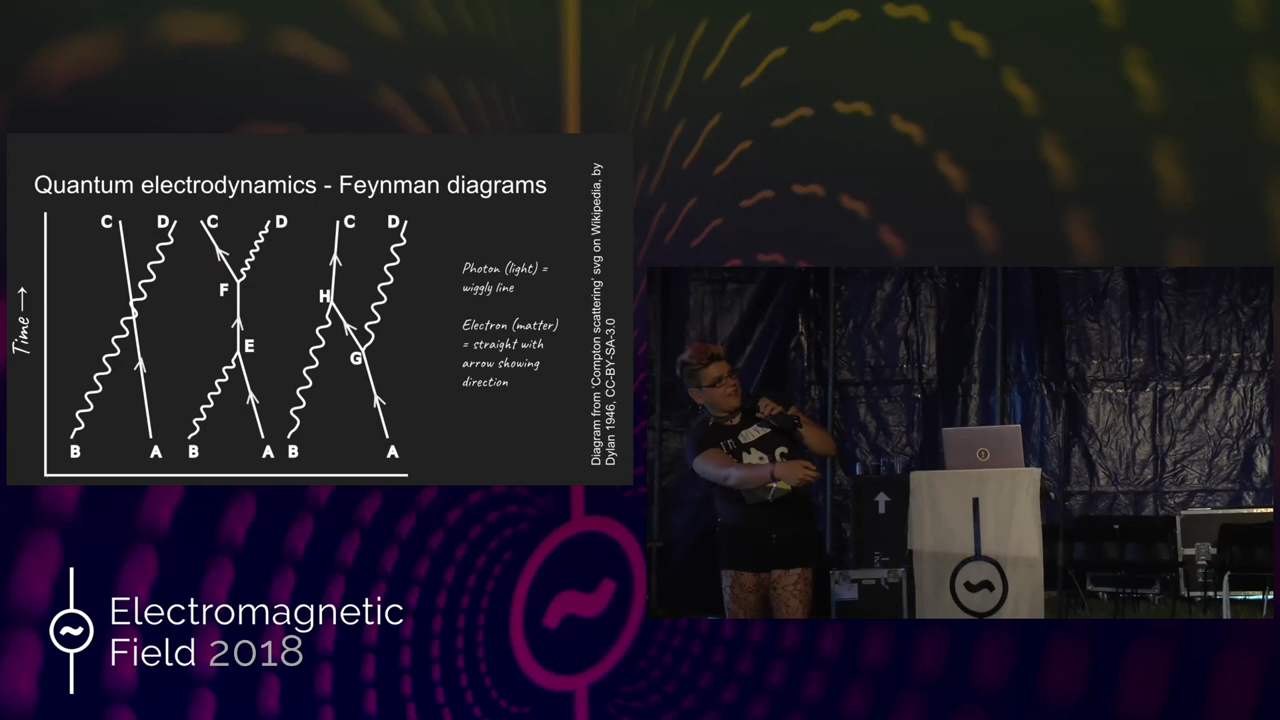 Quantum electrodynamics - Feynman diagrams
C D C D C D
F
H
E
G
B A B A B A
Time
Photon (light) =
wiggly line
Electron (matter)
= straight with
arrow showing
direction
Diagram from 'Compton scattering' svg on Wikipedia, by
Dylan 1946, CC-BY-SA-3.0
I'M
Electromagnetic
Field 2018